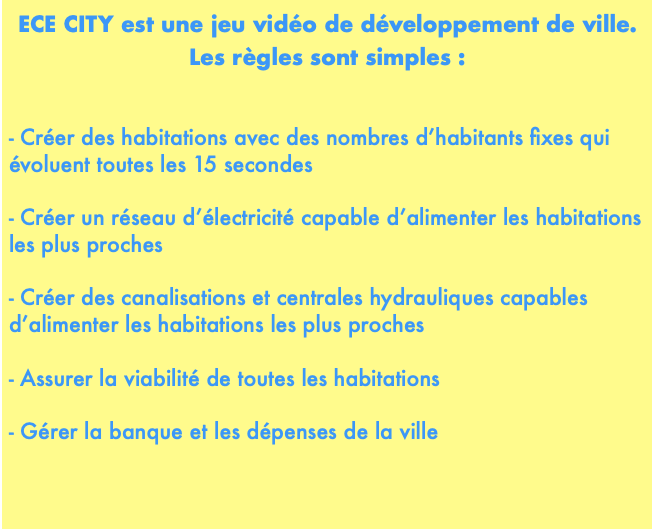 ECE CITY est une jeu vidéo de développement de ville.
Les règles sont simples :
- Créer des habitations avec des nombres d’habitants fixes qui
évoluent toutes les 15 secondes
- Créer un réseau d’électricité capable d’alimenter les habitations
les plus proches
- Créer des canalisations et centrales hydrauliques capables
d’alimenter les habitations les plus proches
- Assurer la viabilité de toutes les habitations
- Gérer la banque et les dépenses de la ville